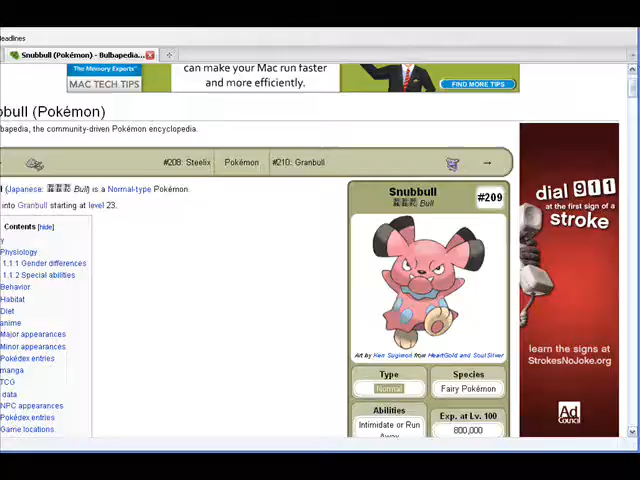 eadlines
Snubbull (Pokémon) - Bulbapedia,...
The Memory Experts
MAC TECH TIPS
can make your Mac run faster
and more efficiently.
FIND MORE TIPS
bbull (Pokémon)
bapedia, the community-driven Pokémon encyclopedia.
#208: Steelix
Pokémon
#210: Granbull
→
l (Japanese: Bull) is a Normal-type Pokémon.
into Granbull starting at level 23.
Contents [hide]
y
Physiology
1.1.1 Gender differences
1.1.2 Special abilities
Behavior
Habitat
Diet
anime
Major appearances
Minor appearances
Pokédex entries
manga
TCG
data
NPC appearances
Pokédex entries
Game locations
Snubbull
Bull
#209
Art by Ken Sugimori from HeartGold and SoulSilver
Type
Normal
Species
Fairy Pokémon
Abilities
Intimidate or Run
Away
Exp. at Lv. 100
800,000
dial 911
at the first sign of a
stroke
learn the signs at
StrokesNoJoke.org
Ad
Council